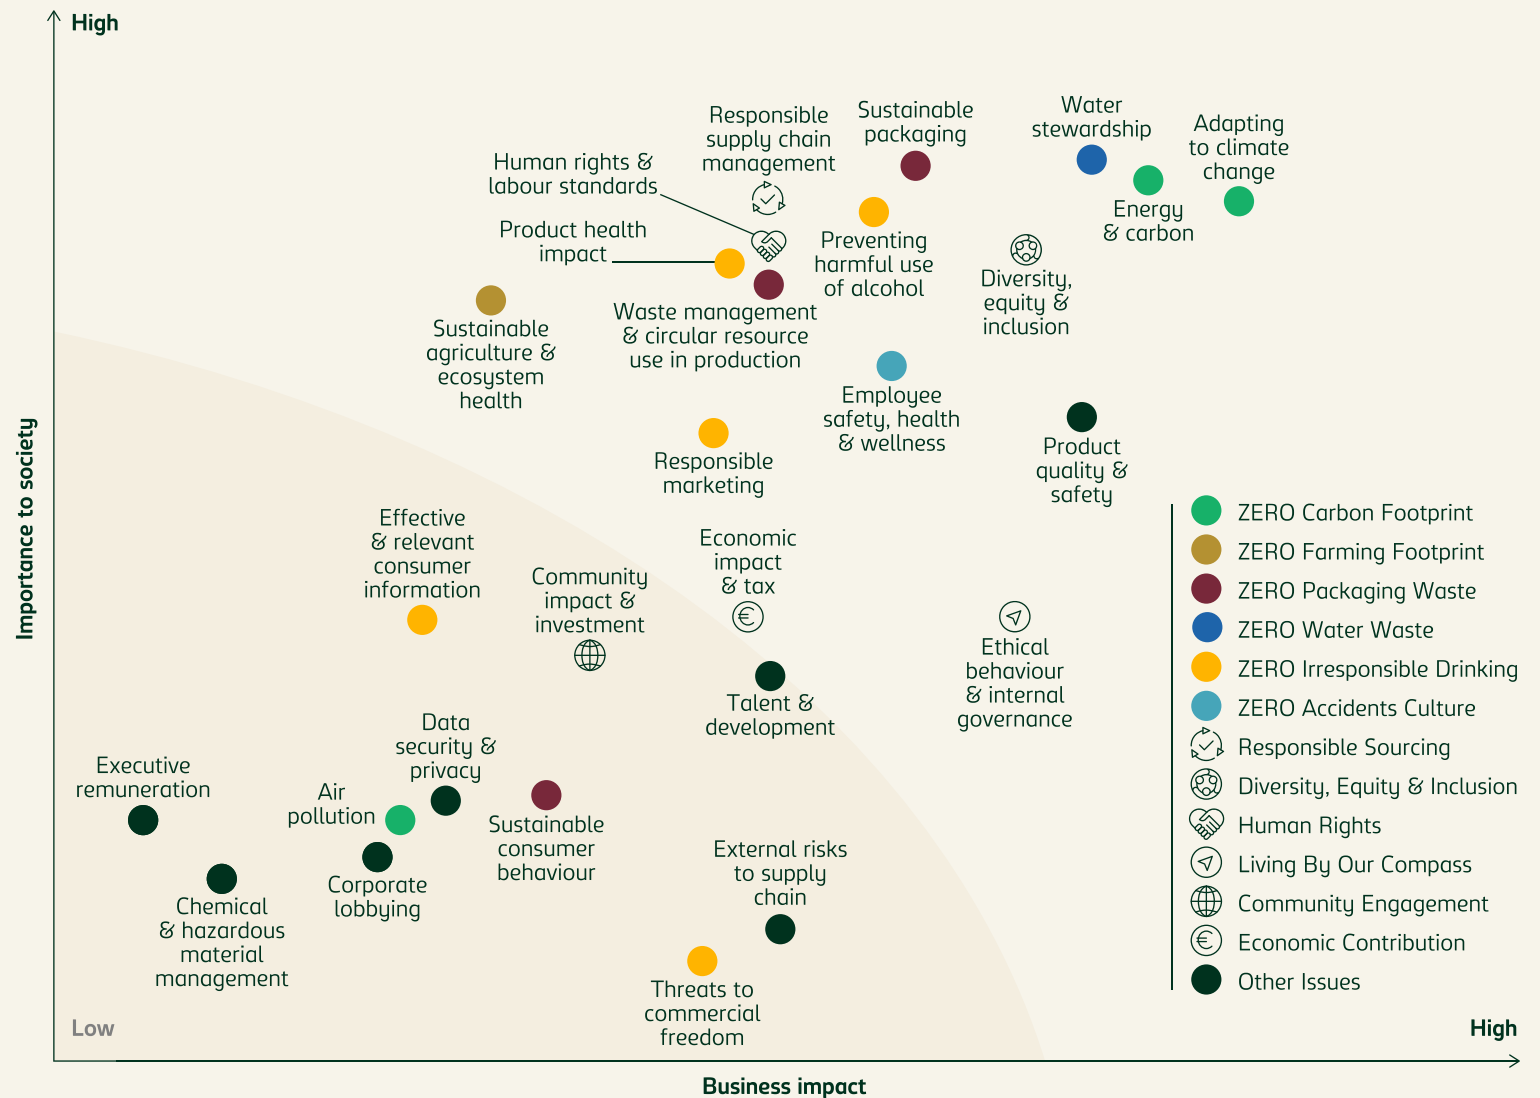 High
Importance to society
Responsible
supply chain
management
Sustainable
packaging
Water
stewardship
Adapting
to climate
change
Human rights &
labour standards
Energy
& carbon
Product health
impact
Preventing
harmful use
of alcohol
Diversity,
equity &
inclusion
Waste management
& circular resource
use in production
Sustainable
agriculture &
ecosystem
health
Employee
safety, health
& wellness
Product
quality &
safety
Responsible
marketing
Effective
& relevant
consumer
information
Community
impact &
investment
Economic
impact
& tax
Ethical
behaviour
& internal
governance
Talent &
development
Data
security &
privacy
Executive
remuneration
Air
pollution
Sustainable
consumer
behaviour
Corporate
lobbying
Chemical
& hazardous
material
management
External risks
to supply
chain
Threats to
commercial
freedom
ZERO Carbon Footprint
ZERO Farming Footprint
ZERO Packaging Waste
ZERO Water Waste
ZERO Irresponsible Drinking
ZERO Accidents Culture
Responsible Sourcing
Diversity, Equity & Inclusion
Human Rights
Living By Our Compass
Community Engagement
Economic Contribution
Other Issues
Low
High
Business impact